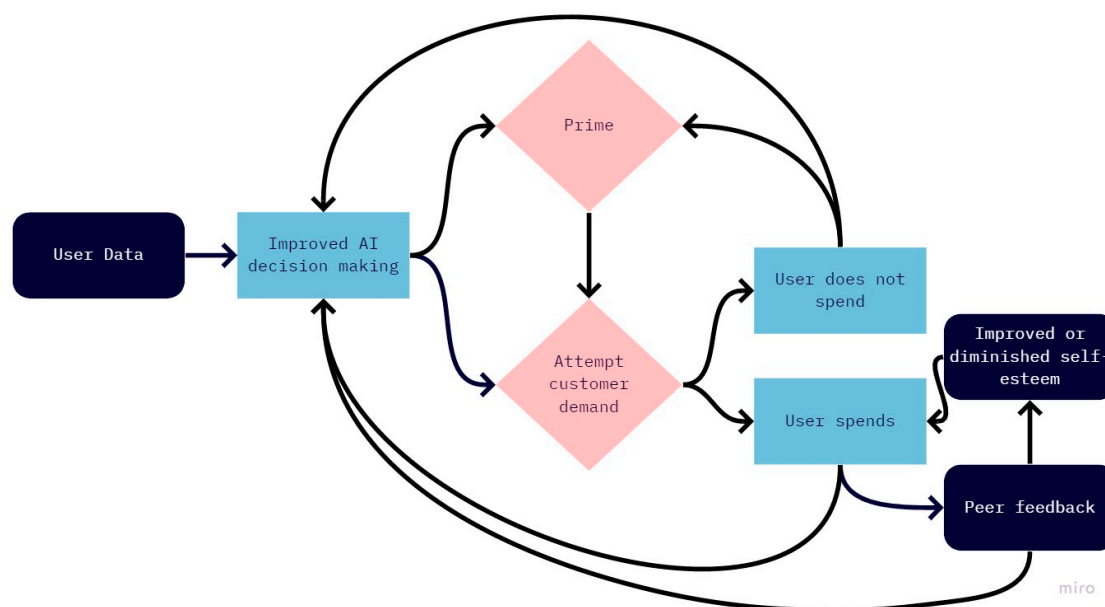 Prime
User Data
Improved AI
decision making
User does not
spend
Improved or
diminished self-
esteem
Attempt
customer
demand
User spends
Peer feedback
miro